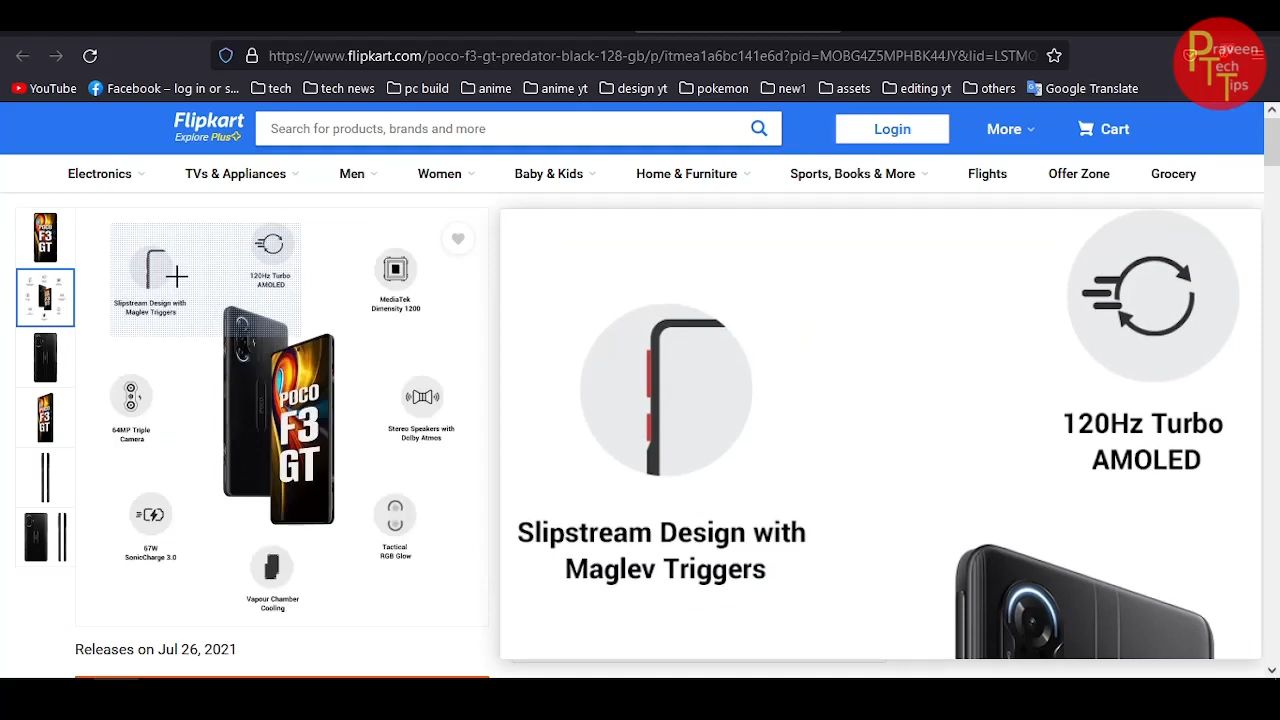 https://www.flipkart.com/poco-f3-gt-predator-black-128-gb/p/itmea1a6bc141e6d?pid=MOBG4Z5MPHBK44JY&lid=LSTMO
Praveen
Tech
Tips
YouTube Facebook – log in or s... tech tech news pc build animi anime yt design yt pokemon new1 assets editing yt others Google Translate
Flipkart
Explore Plus
Search for products, brands and more
Login
More
Cart
Electronics TVs & Appliances Men Women Baby & Kids Home & Furniture Sports, Books & More Flights Offer Zone Grocery
POCO
F3
GT
Slipstream Design with
Maglev Triggers
120Hz Turbo
AMOLED
MediaTek
Dimensity 1200
64MP Triple
Camera
POCO
F3
GT
Stereo Speakers with
Dolby Atmos
67W
SonicCharge 3.0
Tactical
RGB Glow
Vapour Chamber
Cooling
Slipstream Design with
Maglev Triggers
120Hz Turbo
AMOLED
Releases on Jul 26, 2021